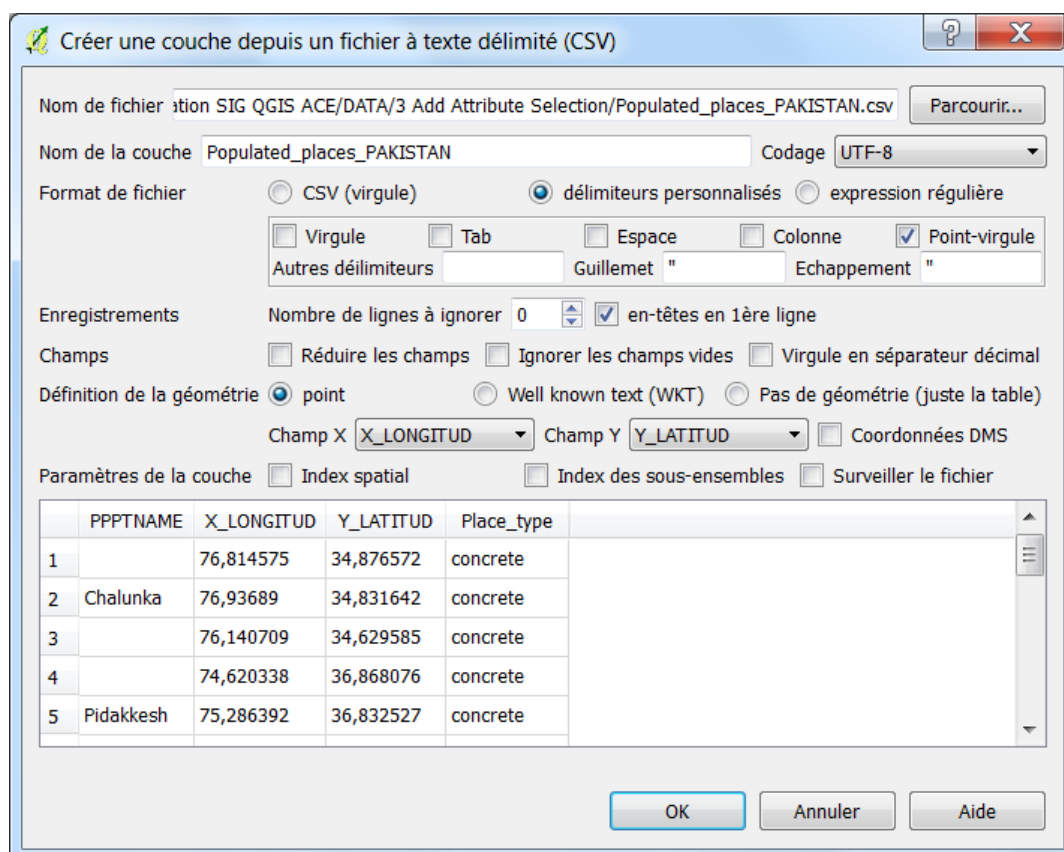 Créer une couche depuis un fichier à texte délimité (CSV)
Nom de fichier ation SIG QGIS ACE/DATA/3 Add Attribute Selection/Populated_places_PAKISTAN.csv Parcourir...
Nom de la couche Populated_places_PAKISTAN Codage UTF-8
Format de fichier CSV (virgule) délimiteurs personnalisés expression régulière
Virgule Tab Espace Colonne Point-virgule
Autres déilimiteurs Guillemet " Echappement "
Enregistrements Nombre de lignes à ignorer 0 en-têtes en 1ère ligne
Champs Réduire les champs Ignorer les champs vides Virgule en séparateur décimal
Définition de la géométrie point Well known text (WKT) Pas de géométrie (juste la table)
Champ X X_LONGITUD Champ Y Y_LATITUD Coordonnées DMS
Paramètres de la couche Index spatial Index des sous-ensembles Surveiller le fichier
PPPTNAME X_LONGITUD Y_LATITUD Place_type
1 76,814575 34,876572 concrete
2 Chalunka 76,93689 34,831642 concrete
3 76,140709 34,629585 concrete
4 74,620338 36,868076 concrete
5 Pidakkesh 75,286392 36,832527 concrete
OK Annuler Aide